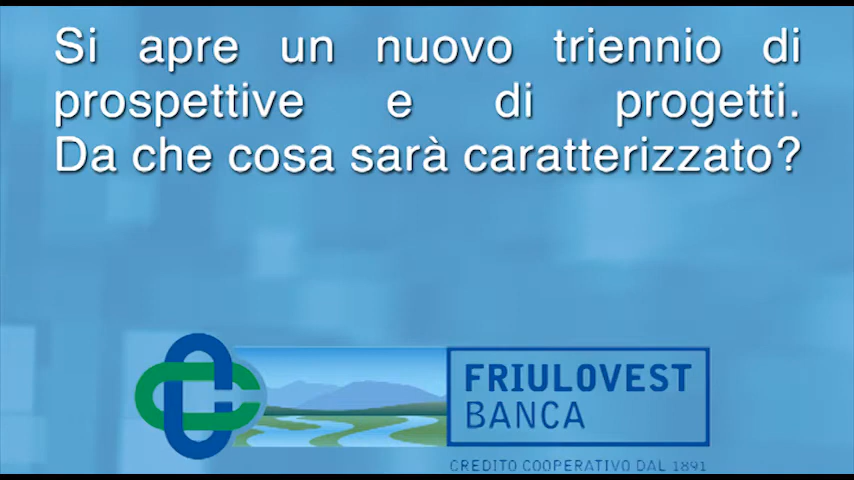 Si apre un nuovo triennio di
prospettive e di progetti.
Da che cosa sarà caratterizzato?
FRIULOVEST
BANCA
CREDITO COOPERATIVO DAL 1891